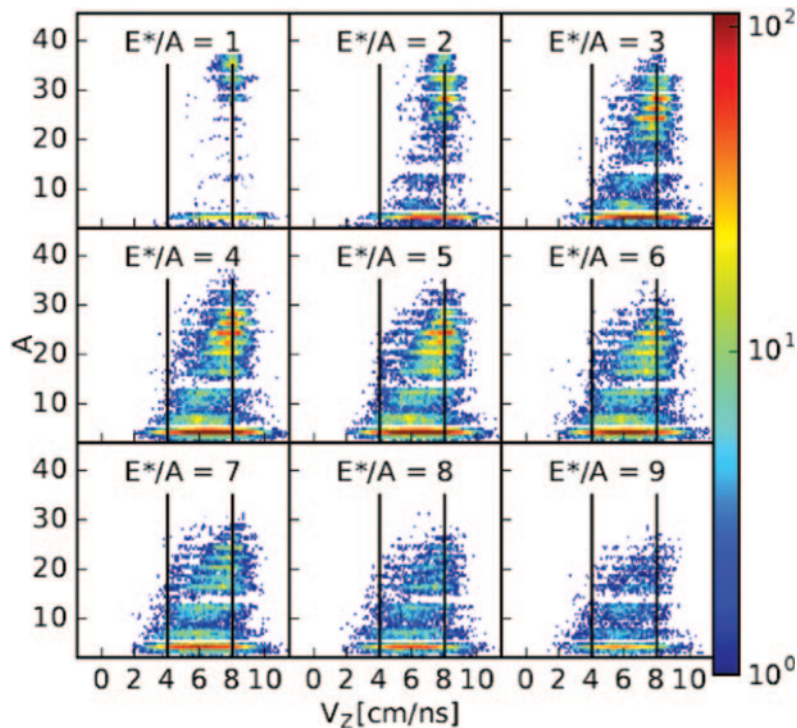 40 E*/A = 1 E*/A = 2 E*/A = 3 10²
30
20
10
40 E*/A = 4 E*/A = 5 E*/A = 6
30
A
20 10¹
10
40 E*/A = 7 E*/A = 8 E*/A = 9
30
20
10
10⁰
0 2 4 6 8 10 0 2 4 6 8 10 0 2 4 6 8 10
V_Z [cm/ns]